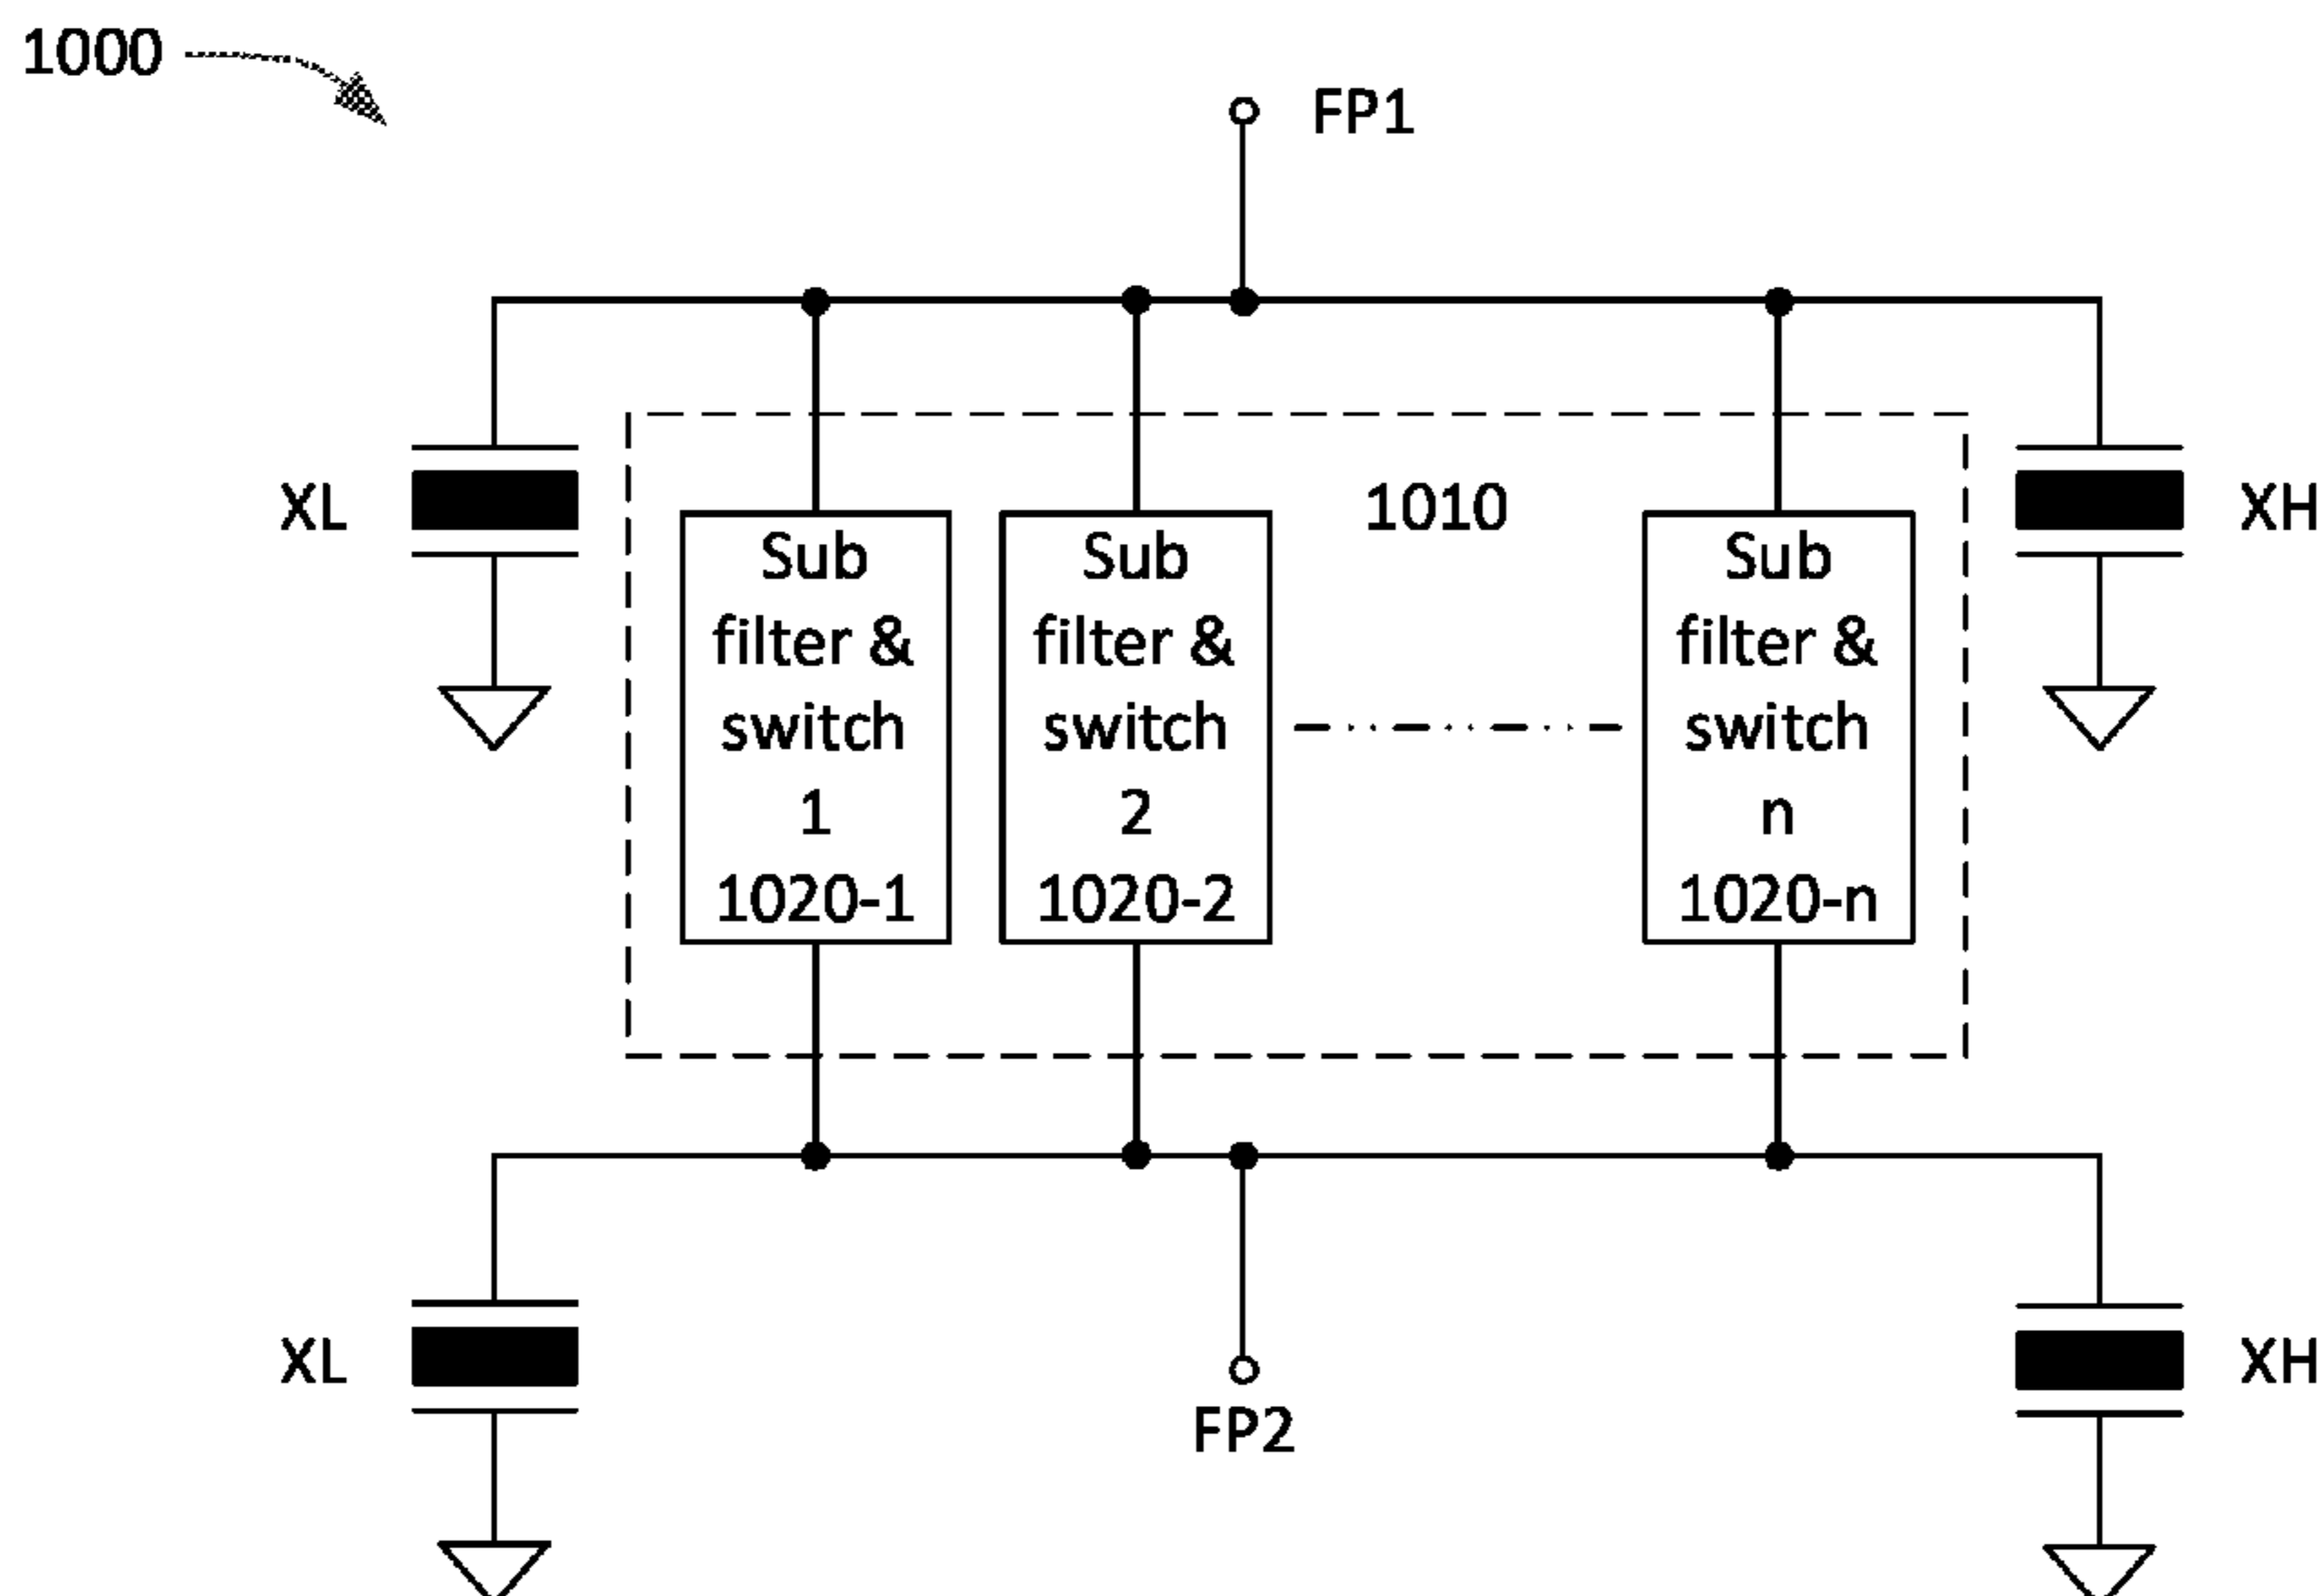 1000
FP1
XL
1010
XH
Sub
filter &
switch
1
1020-1
Sub
filter &
switch
2
1020-2
Sub
filter &
switch
n
1020-n
XL
FP2
XH